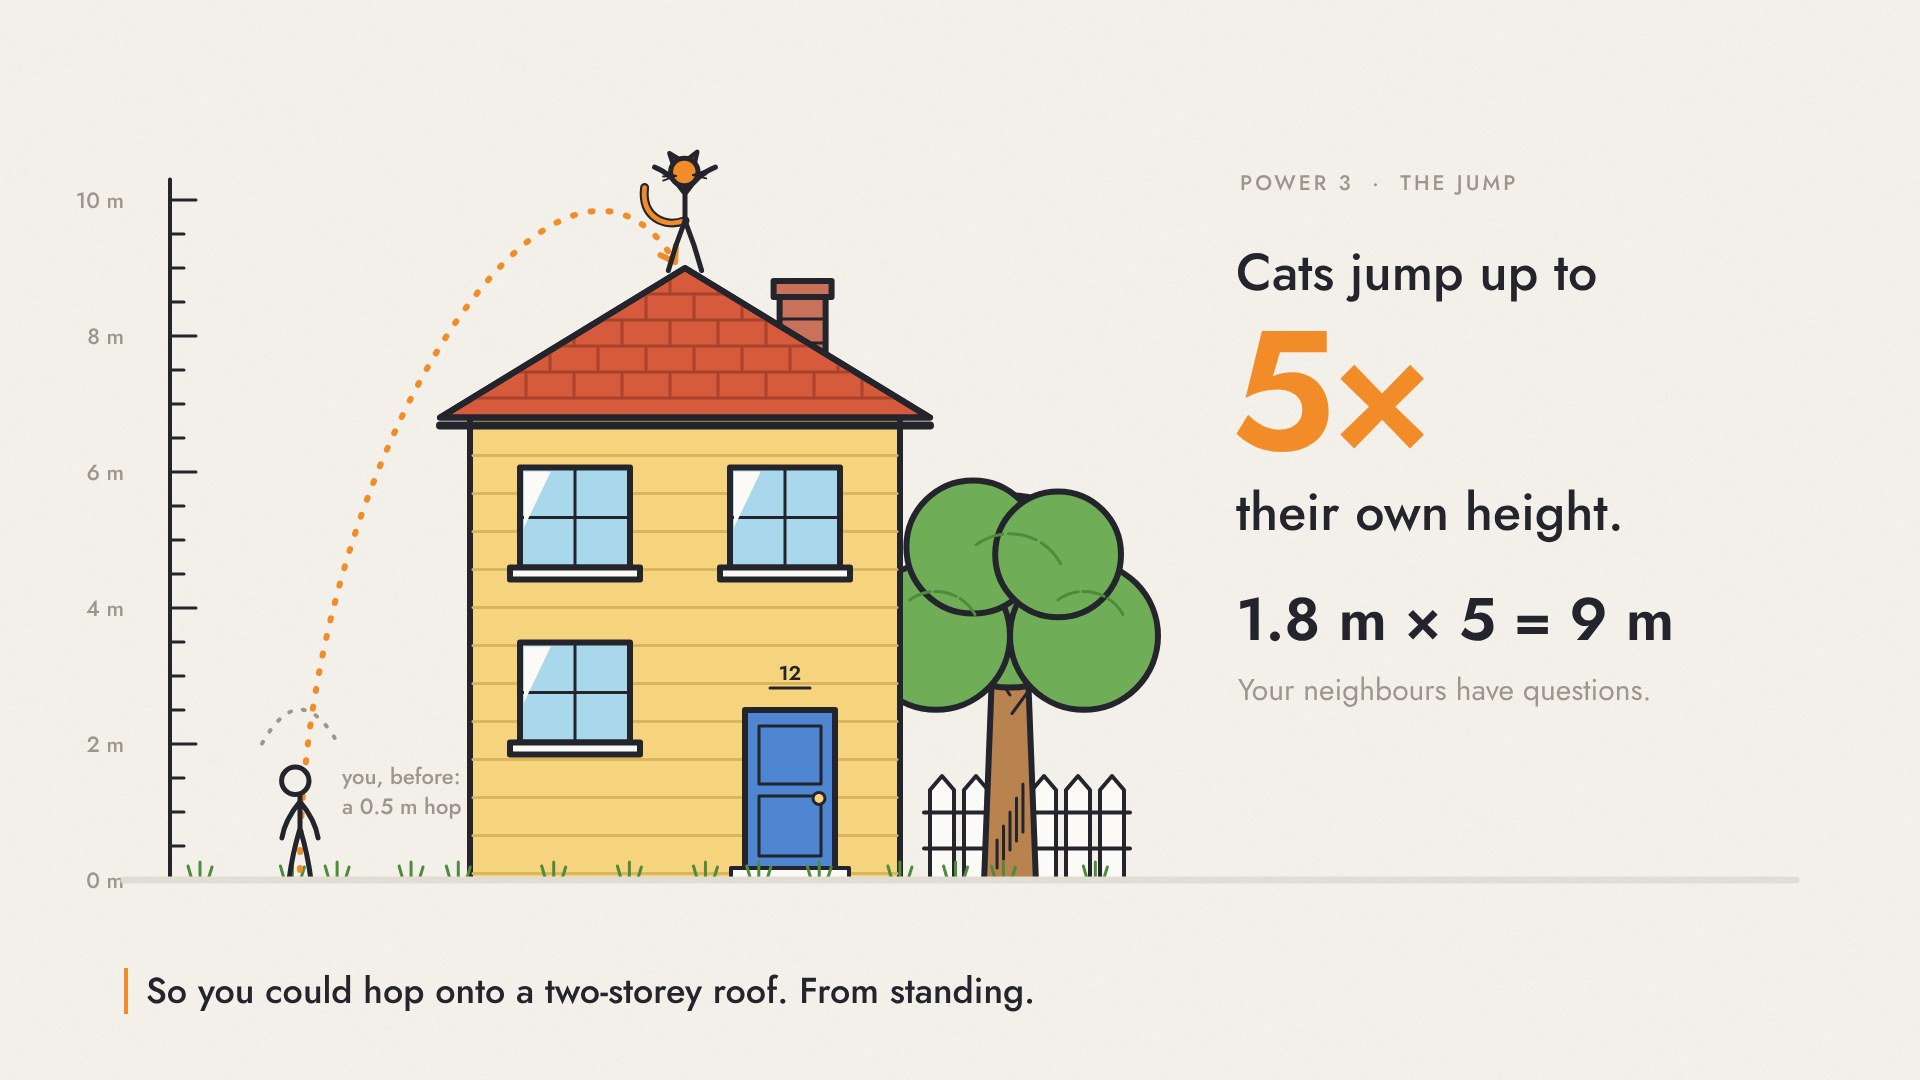 POWER 3 · THE JUMP
Cats jump up to
5×
their own height.
1.8 m × 5 = 9 m
Your neighbours have questions.
10 m
8 m
6 m
4 m
2 m
0 m
you, before:
a 0.5 m hop
12
So you could hop onto a two-storey roof. From standing.